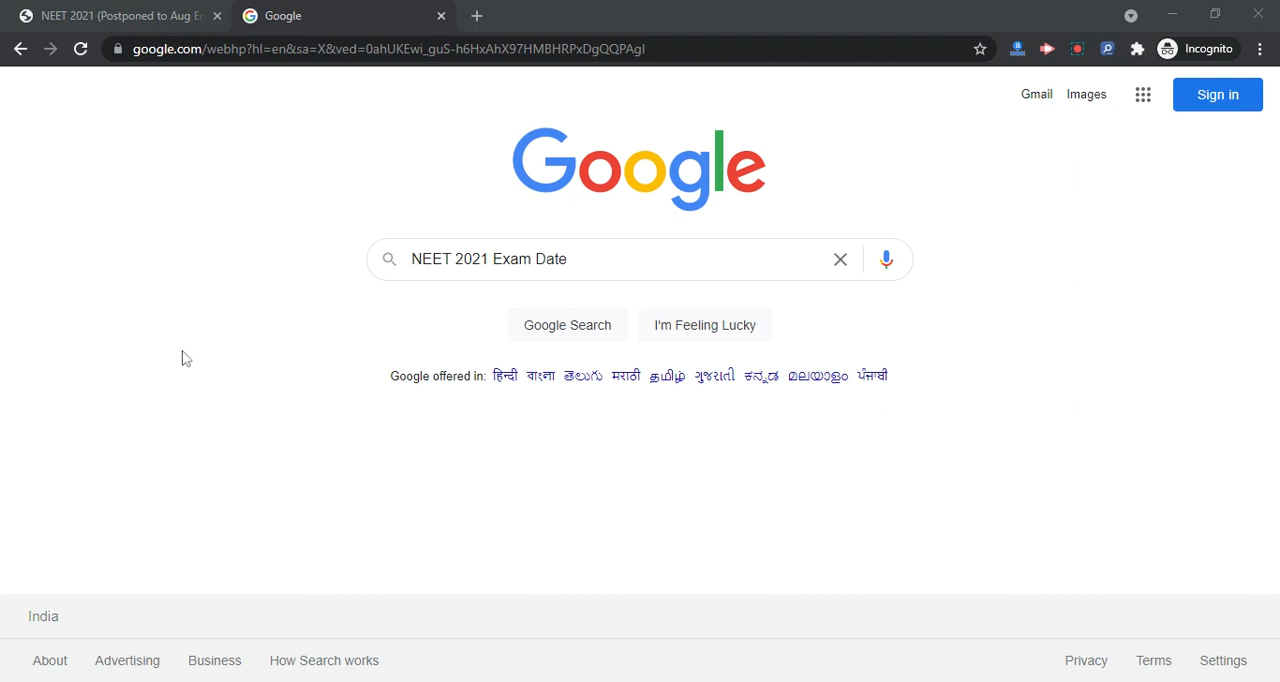 NEET 2021 (Postponed to Aug En
Google
google.com/webhp?hl=en&sa=X&ved=0ahUKEwi_guS-h6HxAhX97HMBHRPxDgQQPAgI
Incognito
Gmail Images
Sign in
Google
NEET 2021 Exam Date
Google Search I'm Feeling Lucky
Google offered in: हिन्दी বাংলা తెలుగు मराठी தமிழ் ગુજરાતી ಕನ್ನಡ മലയാളം ਪੰਜਾਬੀ
India
About Advertising Business How Search works Privacy Terms Settings